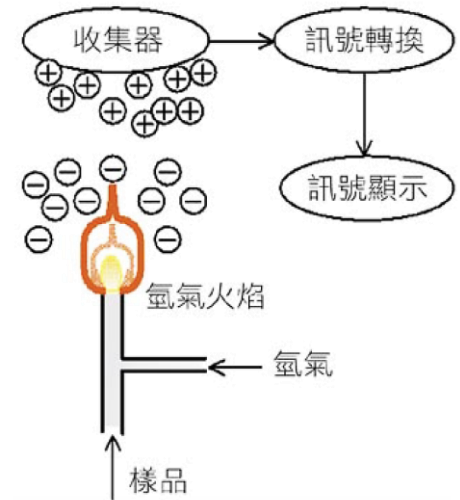 收集器
訊號轉換
訊號顯示
氫氣火焰
氫氣
樣品